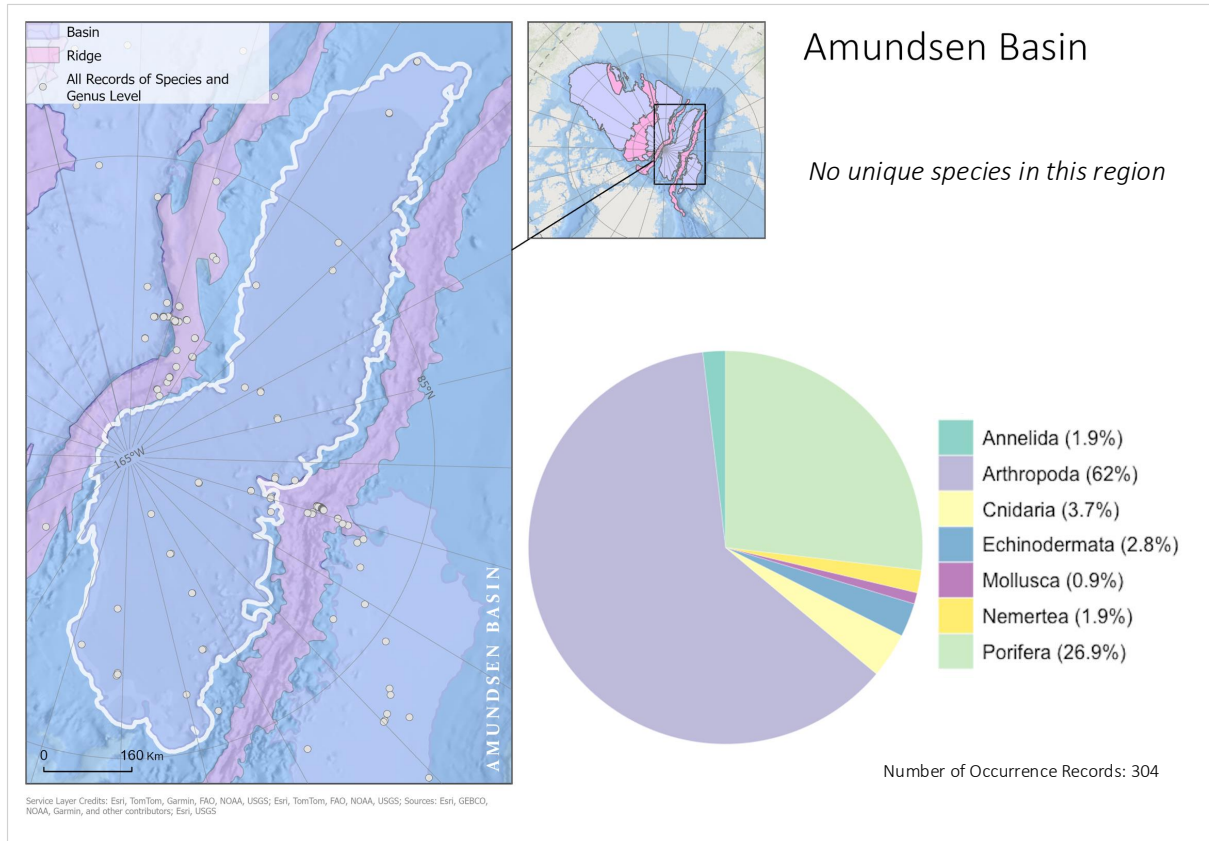 Basin
Ridge
All Records of Species and
Genus Level
165°W
85°N
AMUNDSEN BASIN
0 160 Km
Service Layer Credits: Esri, TomTom, Garmin, FAO, NOAA, USGS; Esri, TomTom, FAO, NOAA, USGS; Sources: Esri, GEBCO,
NOAA, Garmin, and other contributors; Esri, USGS
Amundsen Basin
No unique species in this region
Annelida (1.9%)
Arthropoda (62%)
Cnidaria (3.7%)
Echinodermata (2.8%)
Mollusca (0.9%)
Nemertea (1.9%)
Porifera (26.9%)
Number of Occurrence Records: 304